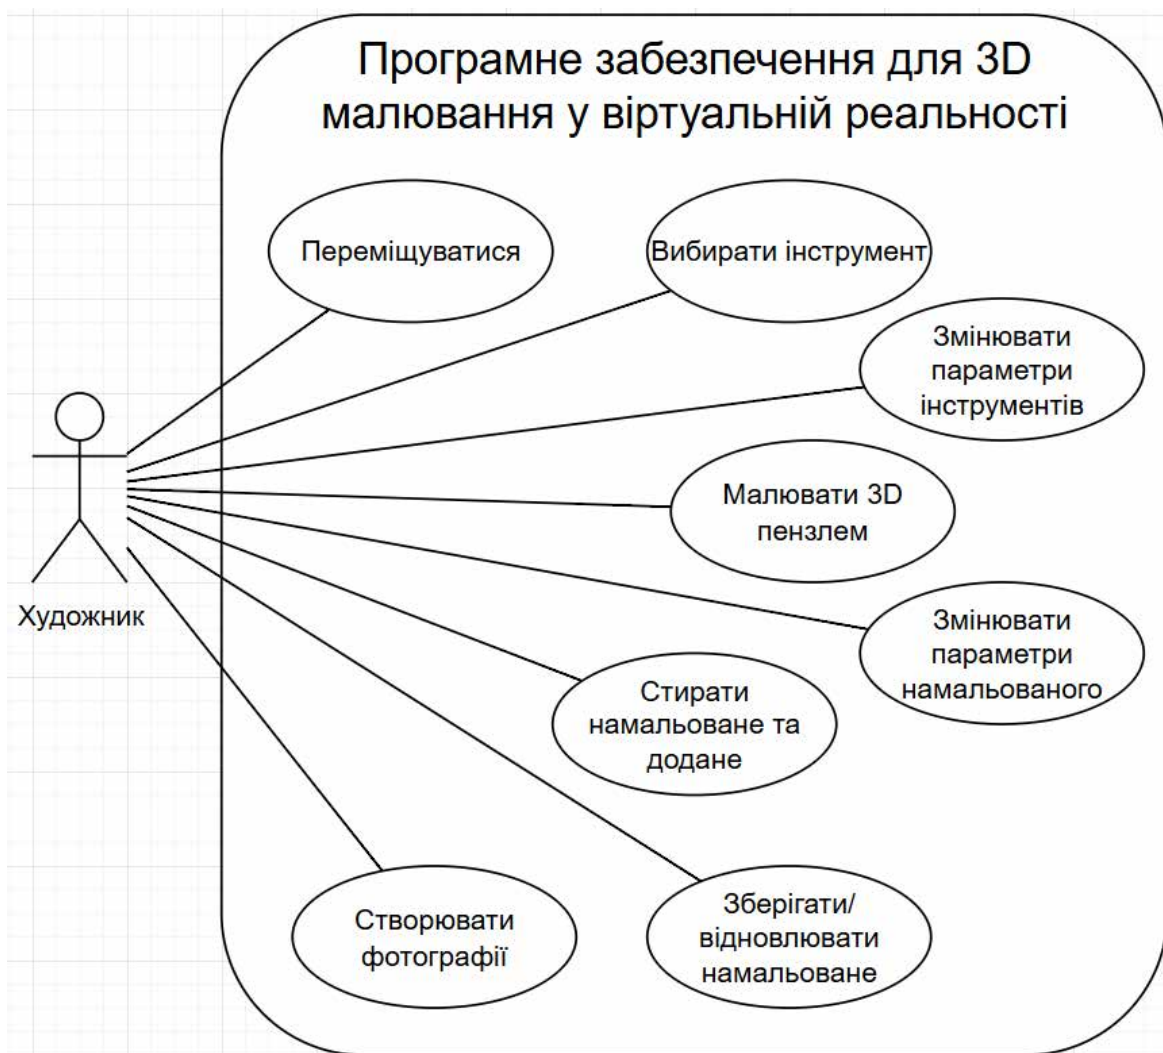 Програмне забезпечення для 3D
малювання у віртуальній реальності
Переміщуватися
Вибирати інструмент
Змінювати
параметри
інструментів
Малювати 3D
пензлем
Художник
Змінювати
параметри
намальованого
Стирати
намальоване та
додане
Створювати
фотографії
Зберігати/
відновлювати
намальоване